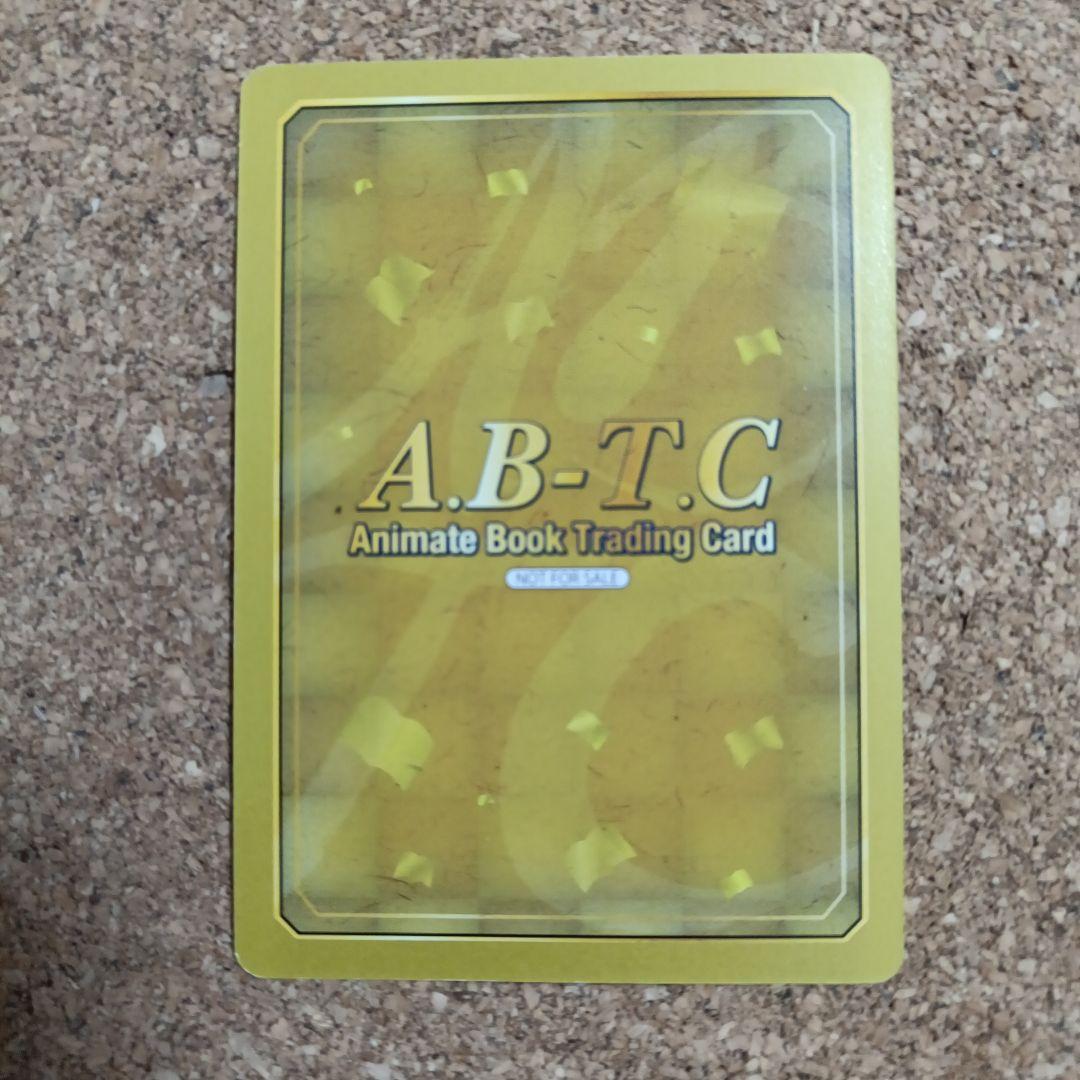 A.B-T.C
Animate Book Trading Card
NOT FOR SALE